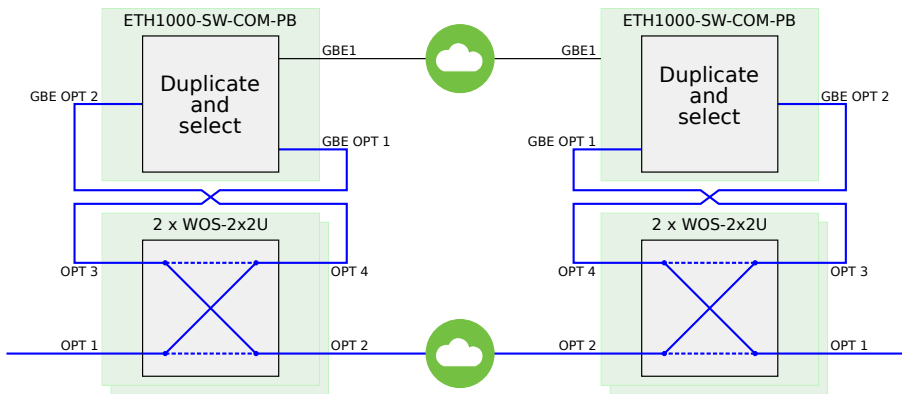 ETH1000-SW-COM-PB
ETH1000-SW-COM-PB
GBE1
GBE1
Duplicate
and
select
Duplicate
and
select
GBE OPT 2
GBE OPT 2
GBE OPT 1
GBE OPT 1
2 x WOS-2x2U
2 x WOS-2x2U
OPT 3
OPT 4
OPT 4
OPT 3
OPT 1
OPT 2
OPT 2
OPT 1